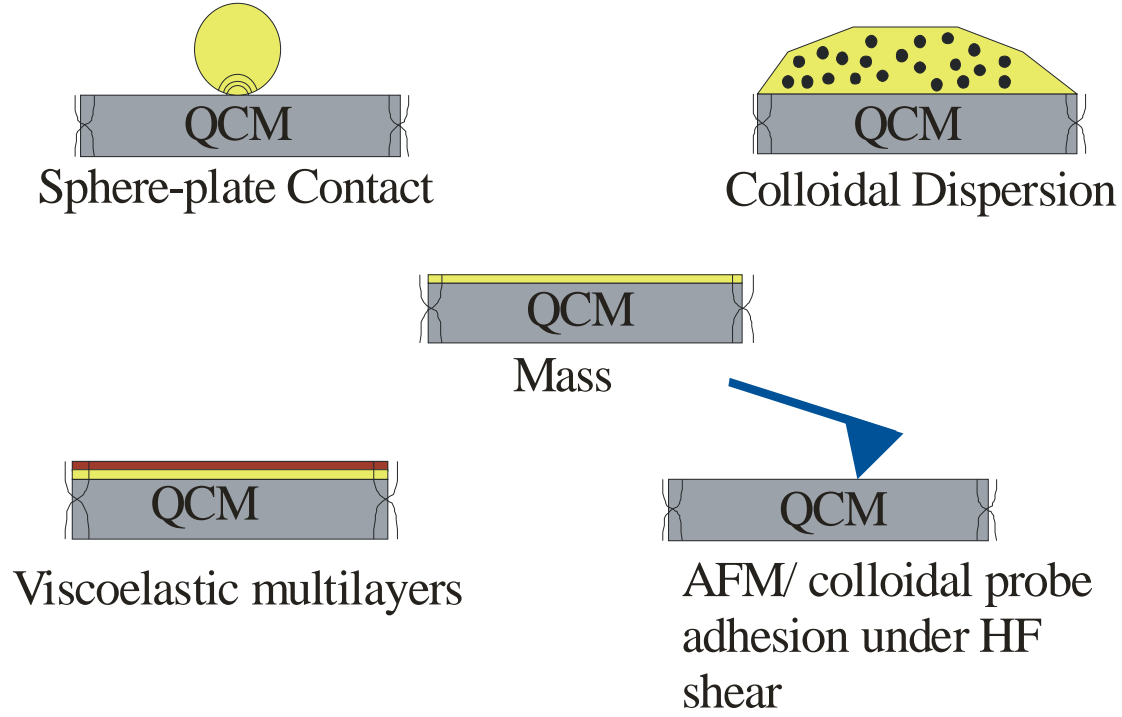 QCM
Sphere-plate Contact
QCM
Colloidal Dispersion
QCM
Mass
QCM
Viscoelastic multilayers
QCM
AFM/ colloidal probe
adhesion under HF
shear